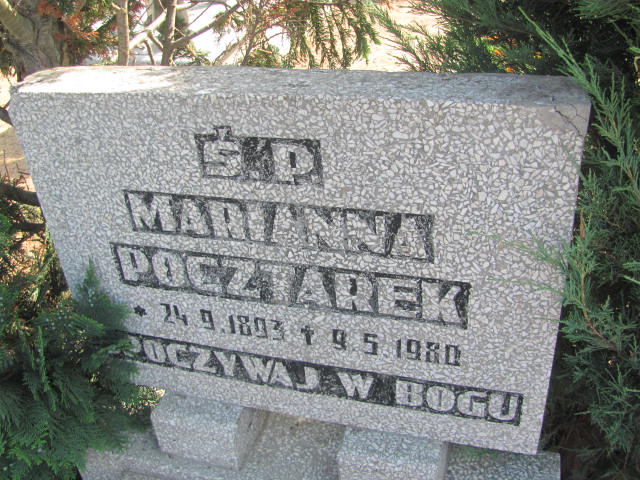 Ś.P.
MARIANNA
POCZTAREK
* 24.9.1893 ✝ 9.5.1980
SPOCZYWAJ W BOGU